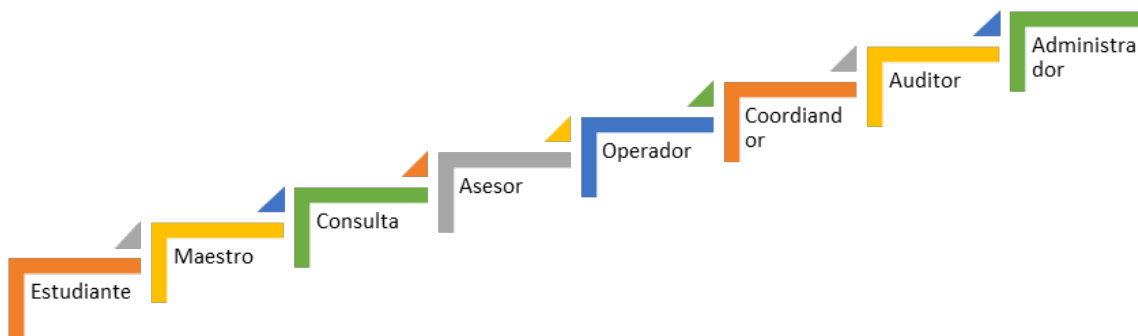 Estudiante
Maestro
Consulta
Asesor
Operador
Coordiand
or
Auditor
Administra
dor